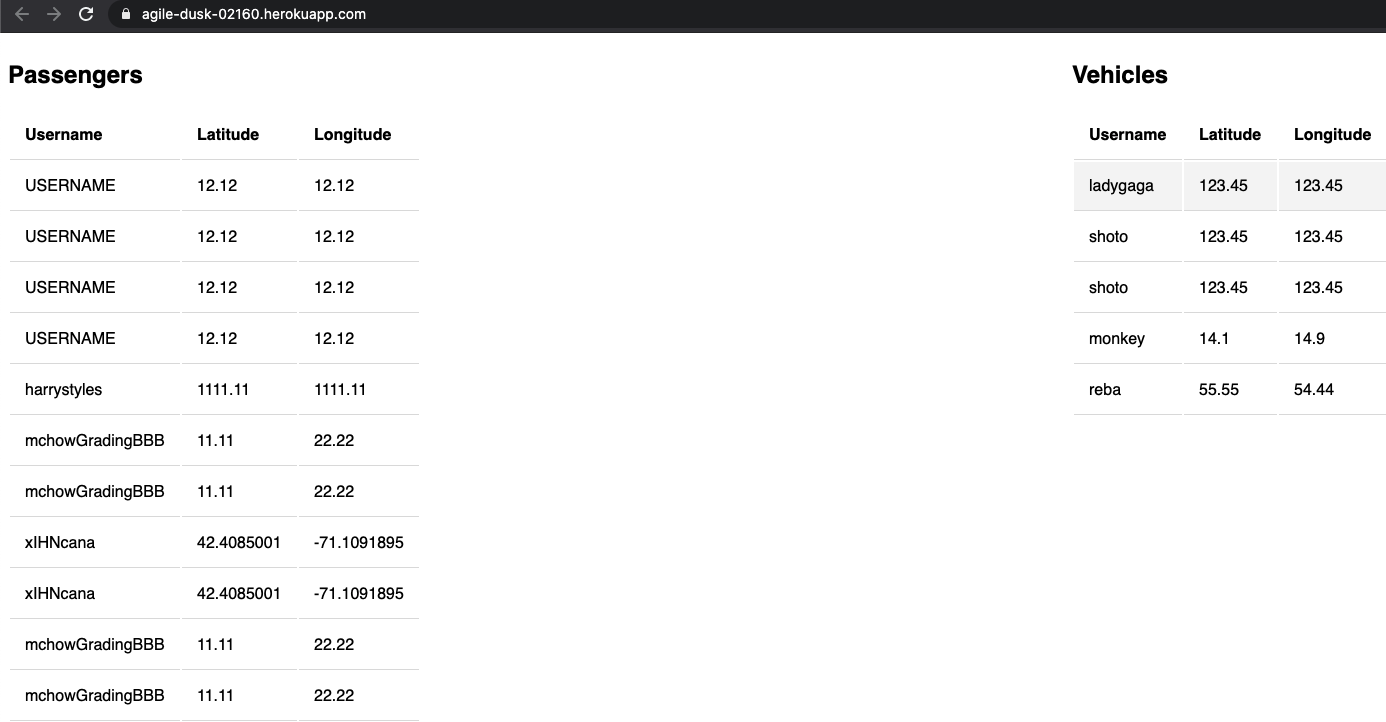 agile-dusk-02160.herokuapp.com
Passengers Vehicles
Username Latitude Longitude Username Latitude Longitude
USERNAME 12.12 12.12 ladygaga 123.45 123.45
USERNAME 12.12 12.12 shoto 123.45 123.45
USERNAME 12.12 12.12 shoto 123.45 123.45
USERNAME 12.12 12.12 monkey 14.1 14.9
harrystyles 1111.11 1111.11 reba 55.55 54.44
mchowGradingBBB 11.11 22.22
mchowGradingBBB 11.11 22.22
xIHNcana 42.4085001 -71.1091895
xIHNcana 42.4085001 -71.1091895
mchowGradingBBB 11.11 22.22
mchowGradingBBB 11.11 22.22